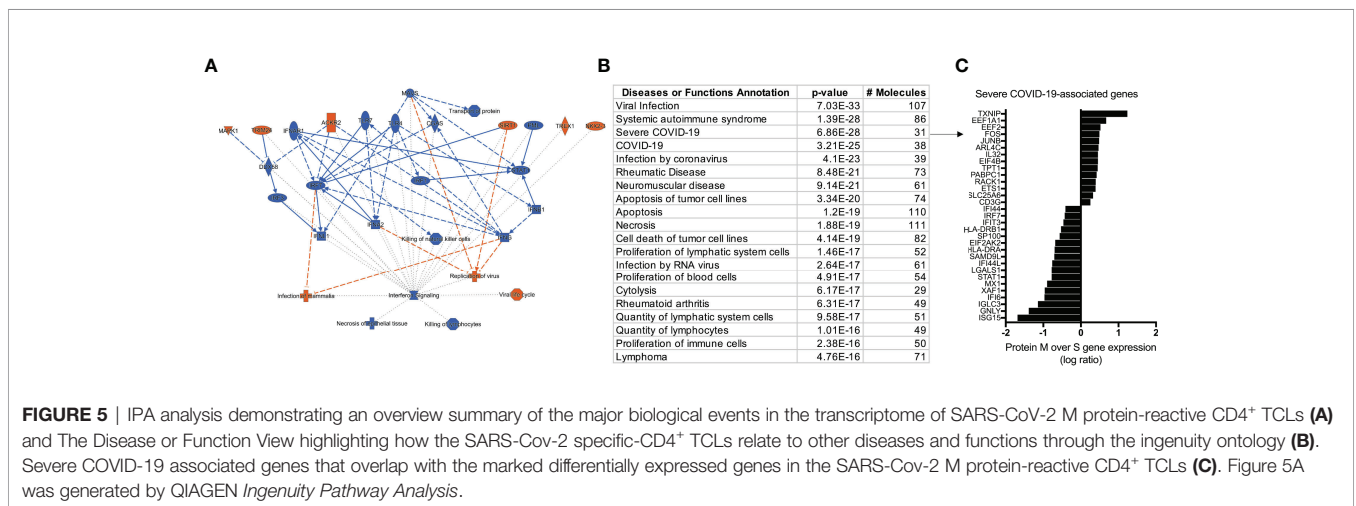 A
B
C
MAPK1
ACKR2
Transport of protein
Killing of natural killer cells
Replication of virus
Infection of mammalia
Interferon signaling
Viral life cycle
Necrosis of epithelial tissue
Killing of lymphocytes
Diseases or Functions Annotation p-value # Molecules
Viral Infection 7.03E-33 107
Systemic autoimmune syndrome 1.39E-28 86
Severe COVID-19 6.86E-28 31
COVID-19 3.21E-25 38
Infection by coronavirus 4.1E-23 39
Rheumatic Disease 8.48E-21 73
Neuromuscular disease 9.14E-21 61
Apoptosis of tumor cell lines 3.34E-20 74
Apoptosis 1.2E-19 110
Necrosis 1.88E-19 111
Cell death of tumor cell lines 4.14E-19 82
Proliferation of lymphatic system cells 1.46E-17 52
Infection by RNA virus 2.64E-17 61
Proliferation of blood cells 4.91E-17 54
Cytolysis 6.17E-17 29
Rheumatoid arthritis 6.31E-17 49
Quantity of lymphatic system cells 9.58E-17 51
Quantity of lymphocytes 1.01E-16 49
Proliferation of immune cells 2.38E-16 50
Lymphoma 4.76E-16 71
Severe COVID-19-associated genes
TXNIP
EEF1A1
EEF2
FOS
JUNB
ARL4C
IL32
EIF4B
TPT1
PABPC1
RACK1
ETS1
SLC25A6
CD3G
IFI44
IRF7
IFIT3
HLA-DRB1
SP100
EIF2AK2
HLA-DRA
SAMD9L
IFI44L
LGALS1
STAT1
MX1
XAF1
IFI6
IGLC3
GNLY
ISG15
-2 -1 0 1 2
Protein M over S gene expression
(log ratio)
FIGURE 5 | IPA analysis demonstrating an overview summary of the major biological events in the transcriptome of SARS-CoV-2 M protein-reactive CD4⁺ TCLs (A)
and The Disease or Function View highlighting how the SARS-Cov-2 specific-CD4⁺ TCLs relate to other diseases and functions through the ingenuity ontology (B).
Severe COVID-19 associated genes that overlap with the marked differentially expressed genes in the SARS-Cov-2 M protein-reactive CD4⁺ TCLs (C). Figure 5A
was generated by QIAGEN Ingenuity Pathway Analysis.